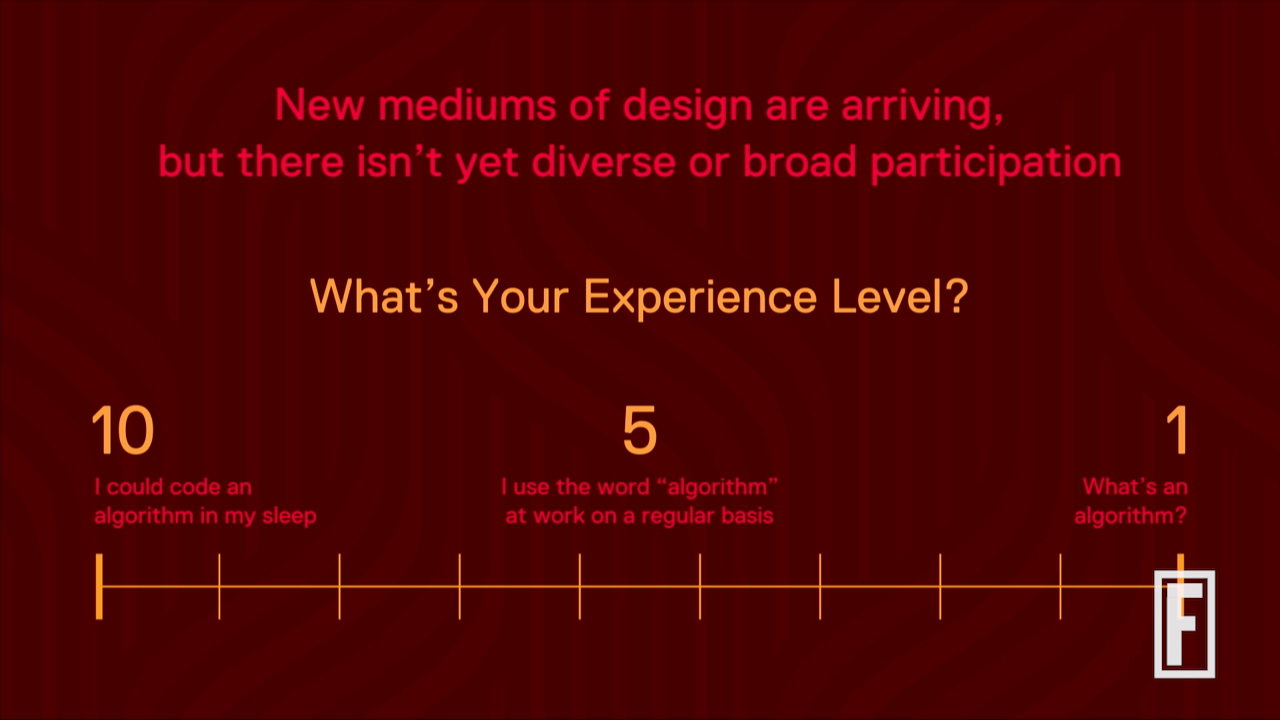 New mediums of design are arriving,
but there isn’t yet diverse or broad participation
What’s Your Experience Level?
10
I could code an
algorithm in my sleep
5
I use the word “algorithm”
at work on a regular basis
1
What’s an
algorithm?
F